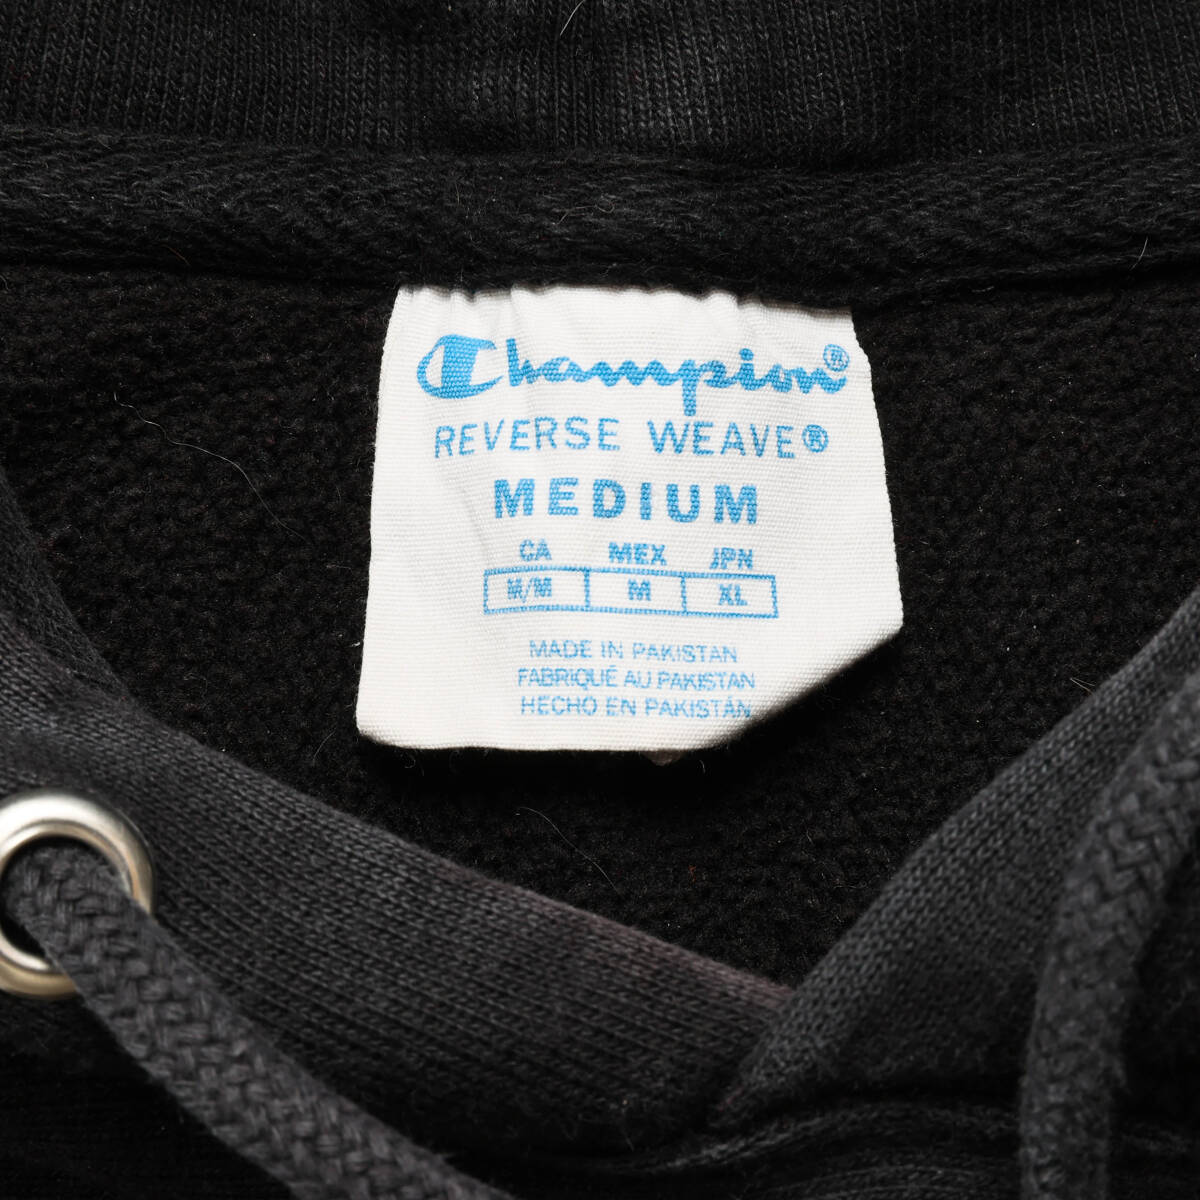 Champion®
REVERSE WEAVE®
MEDIUM
CA MEX JPN
M/M M XL
MADE IN PAKISTAN
FABRIQUÉ AU PAKISTAN
HECHO EN PAKISTÁN